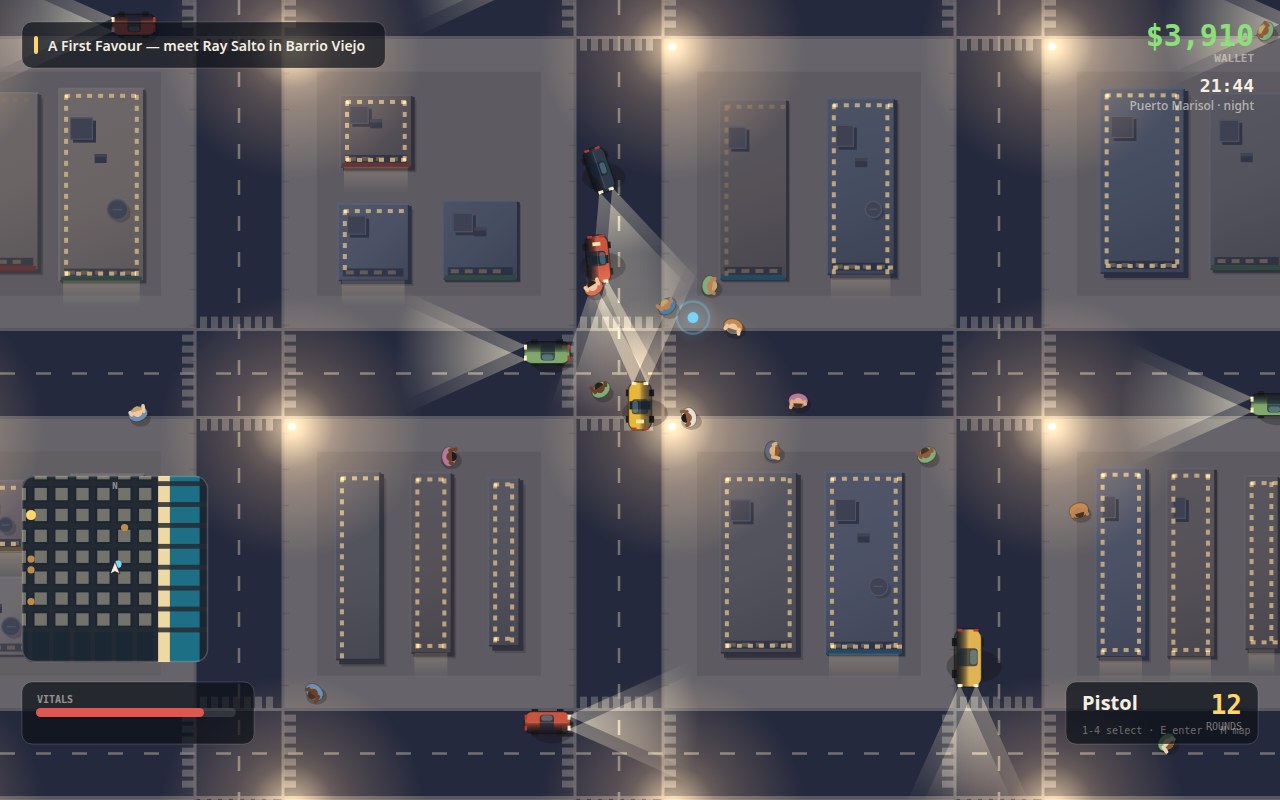 A First Favour — meet Ray Salto in Barrio Viejo
$3,910
WALLET
21:44
Puerto Marisol · night
N
VITALS
Pistol
12
ROUNDS
1-4 select · E enter · M map